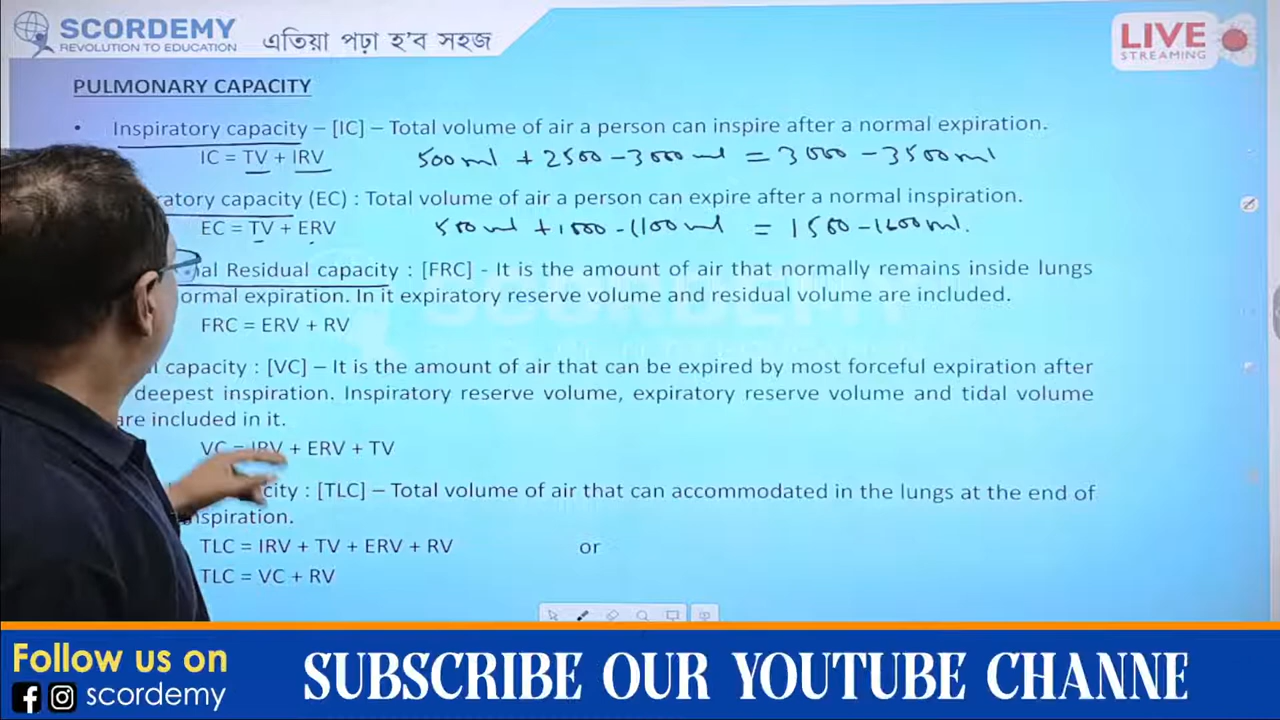 SCORDEMY
REVOLUTION TO EDUCATION
এতিয়া পঢ়া হ'ব সহজ
LIVE
STREAMING
PULMONARY CAPACITY
• Inspiratory capacity – [IC] – Total volume of air a person can inspire after a normal expiration.
IC = TV + IRV 500ml + 2500 – 3000 ml = 3000 – 3500ml
ratory capacity (EC) : Total volume of air a person can expire after a normal inspiration.
EC = TV + ERV 500 ml + 1000 - 1100 ml = 1500 – 1600ml.
al Residual capacity : [FRC] - It is the amount of air that normally remains inside lungs
ormal expiration. In it expiratory reserve volume and residual volume are included.
FRC = ERV + RV
capacity : [VC] – It is the amount of air that can be expired by most forceful expiration after
deepest inspiration. Inspiratory reserve volume, expiratory reserve volume and tidal volume
are included in it.
VC = IRV + ERV + TV
city : [TLC] – Total volume of air that can accommodated in the lungs at the end of
nspiration.
TLC = IRV + TV + ERV + RV or
TLC = VC + RV
Follow us on
scordemy
SUBSCRIBE OUR YOUTUBE CHANNE